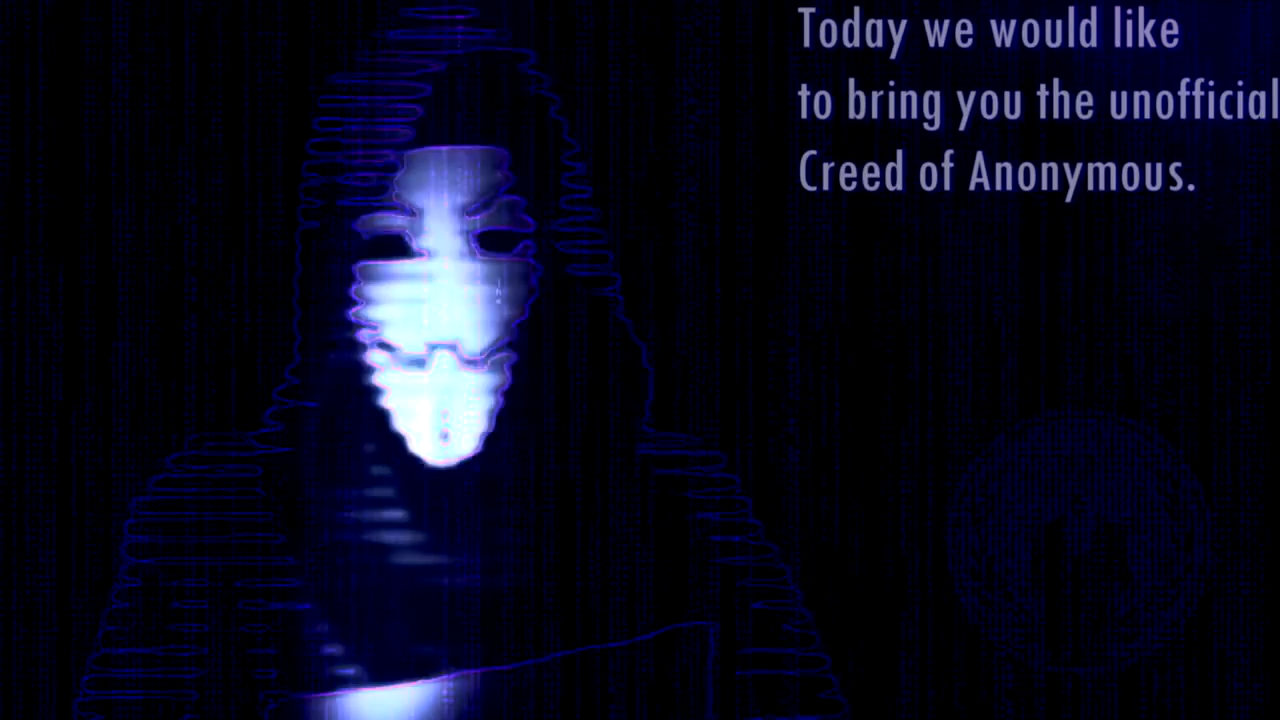 Today we would like
to bring you the unofficial
Creed of Anonymous.